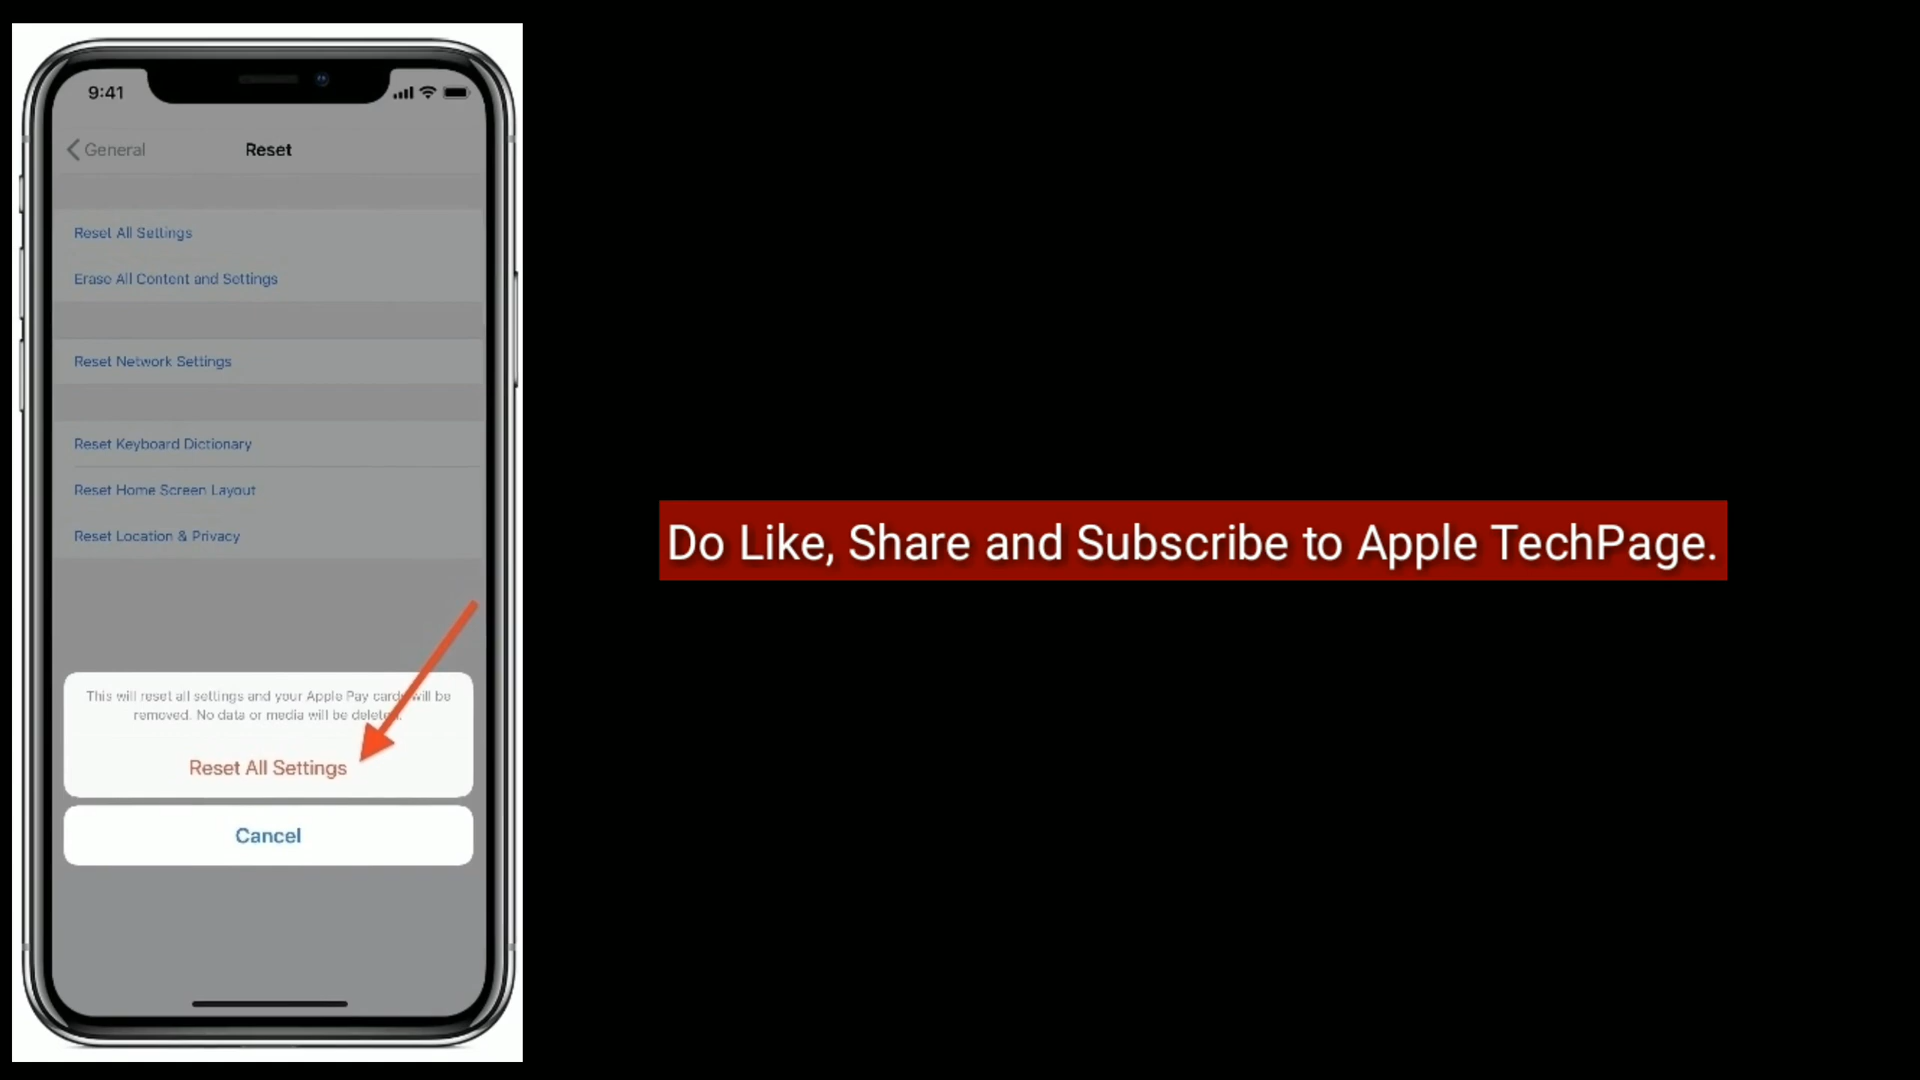 9:41
General
Reset
Reset All Settings
Erase All Content and Settings
Reset Network Settings
Reset Keyboard Dictionary
Reset Home Screen Layout
Reset Location & Privacy
This will reset all settings and your Apple Pay cards will be
removed. No data or media will be deleted.
Reset All Settings
Cancel
Do Like, Share and Subscribe to Apple TechPage.